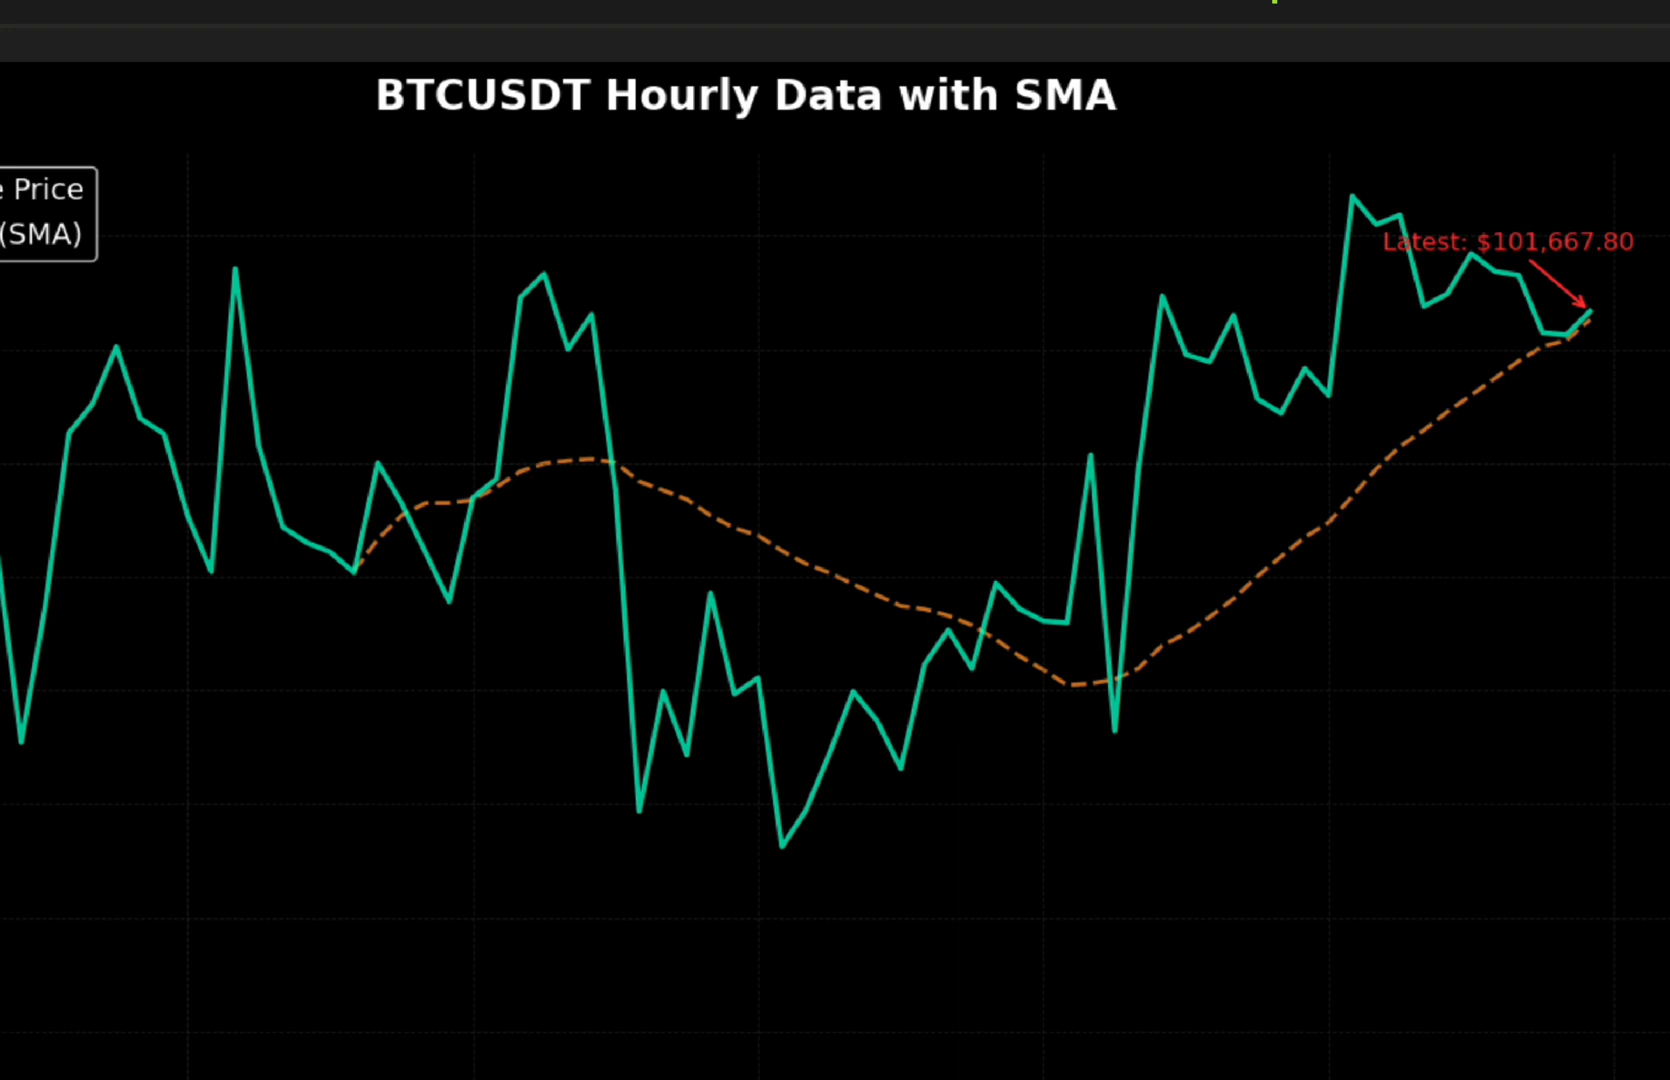 BTCUSDT Hourly Data with SMA
Price
(SMA)
Latest: $101,667.80